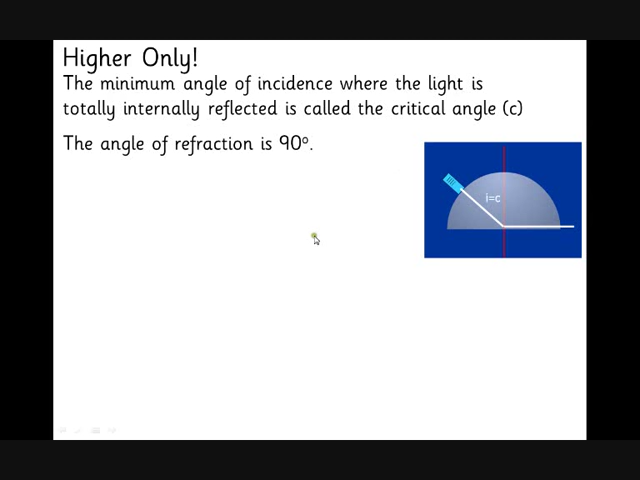 Higher Only!
The minimum angle of incidence where the light is
totally internally reflected is called the critical angle (c)
The angle of refraction is 90°.
i=c